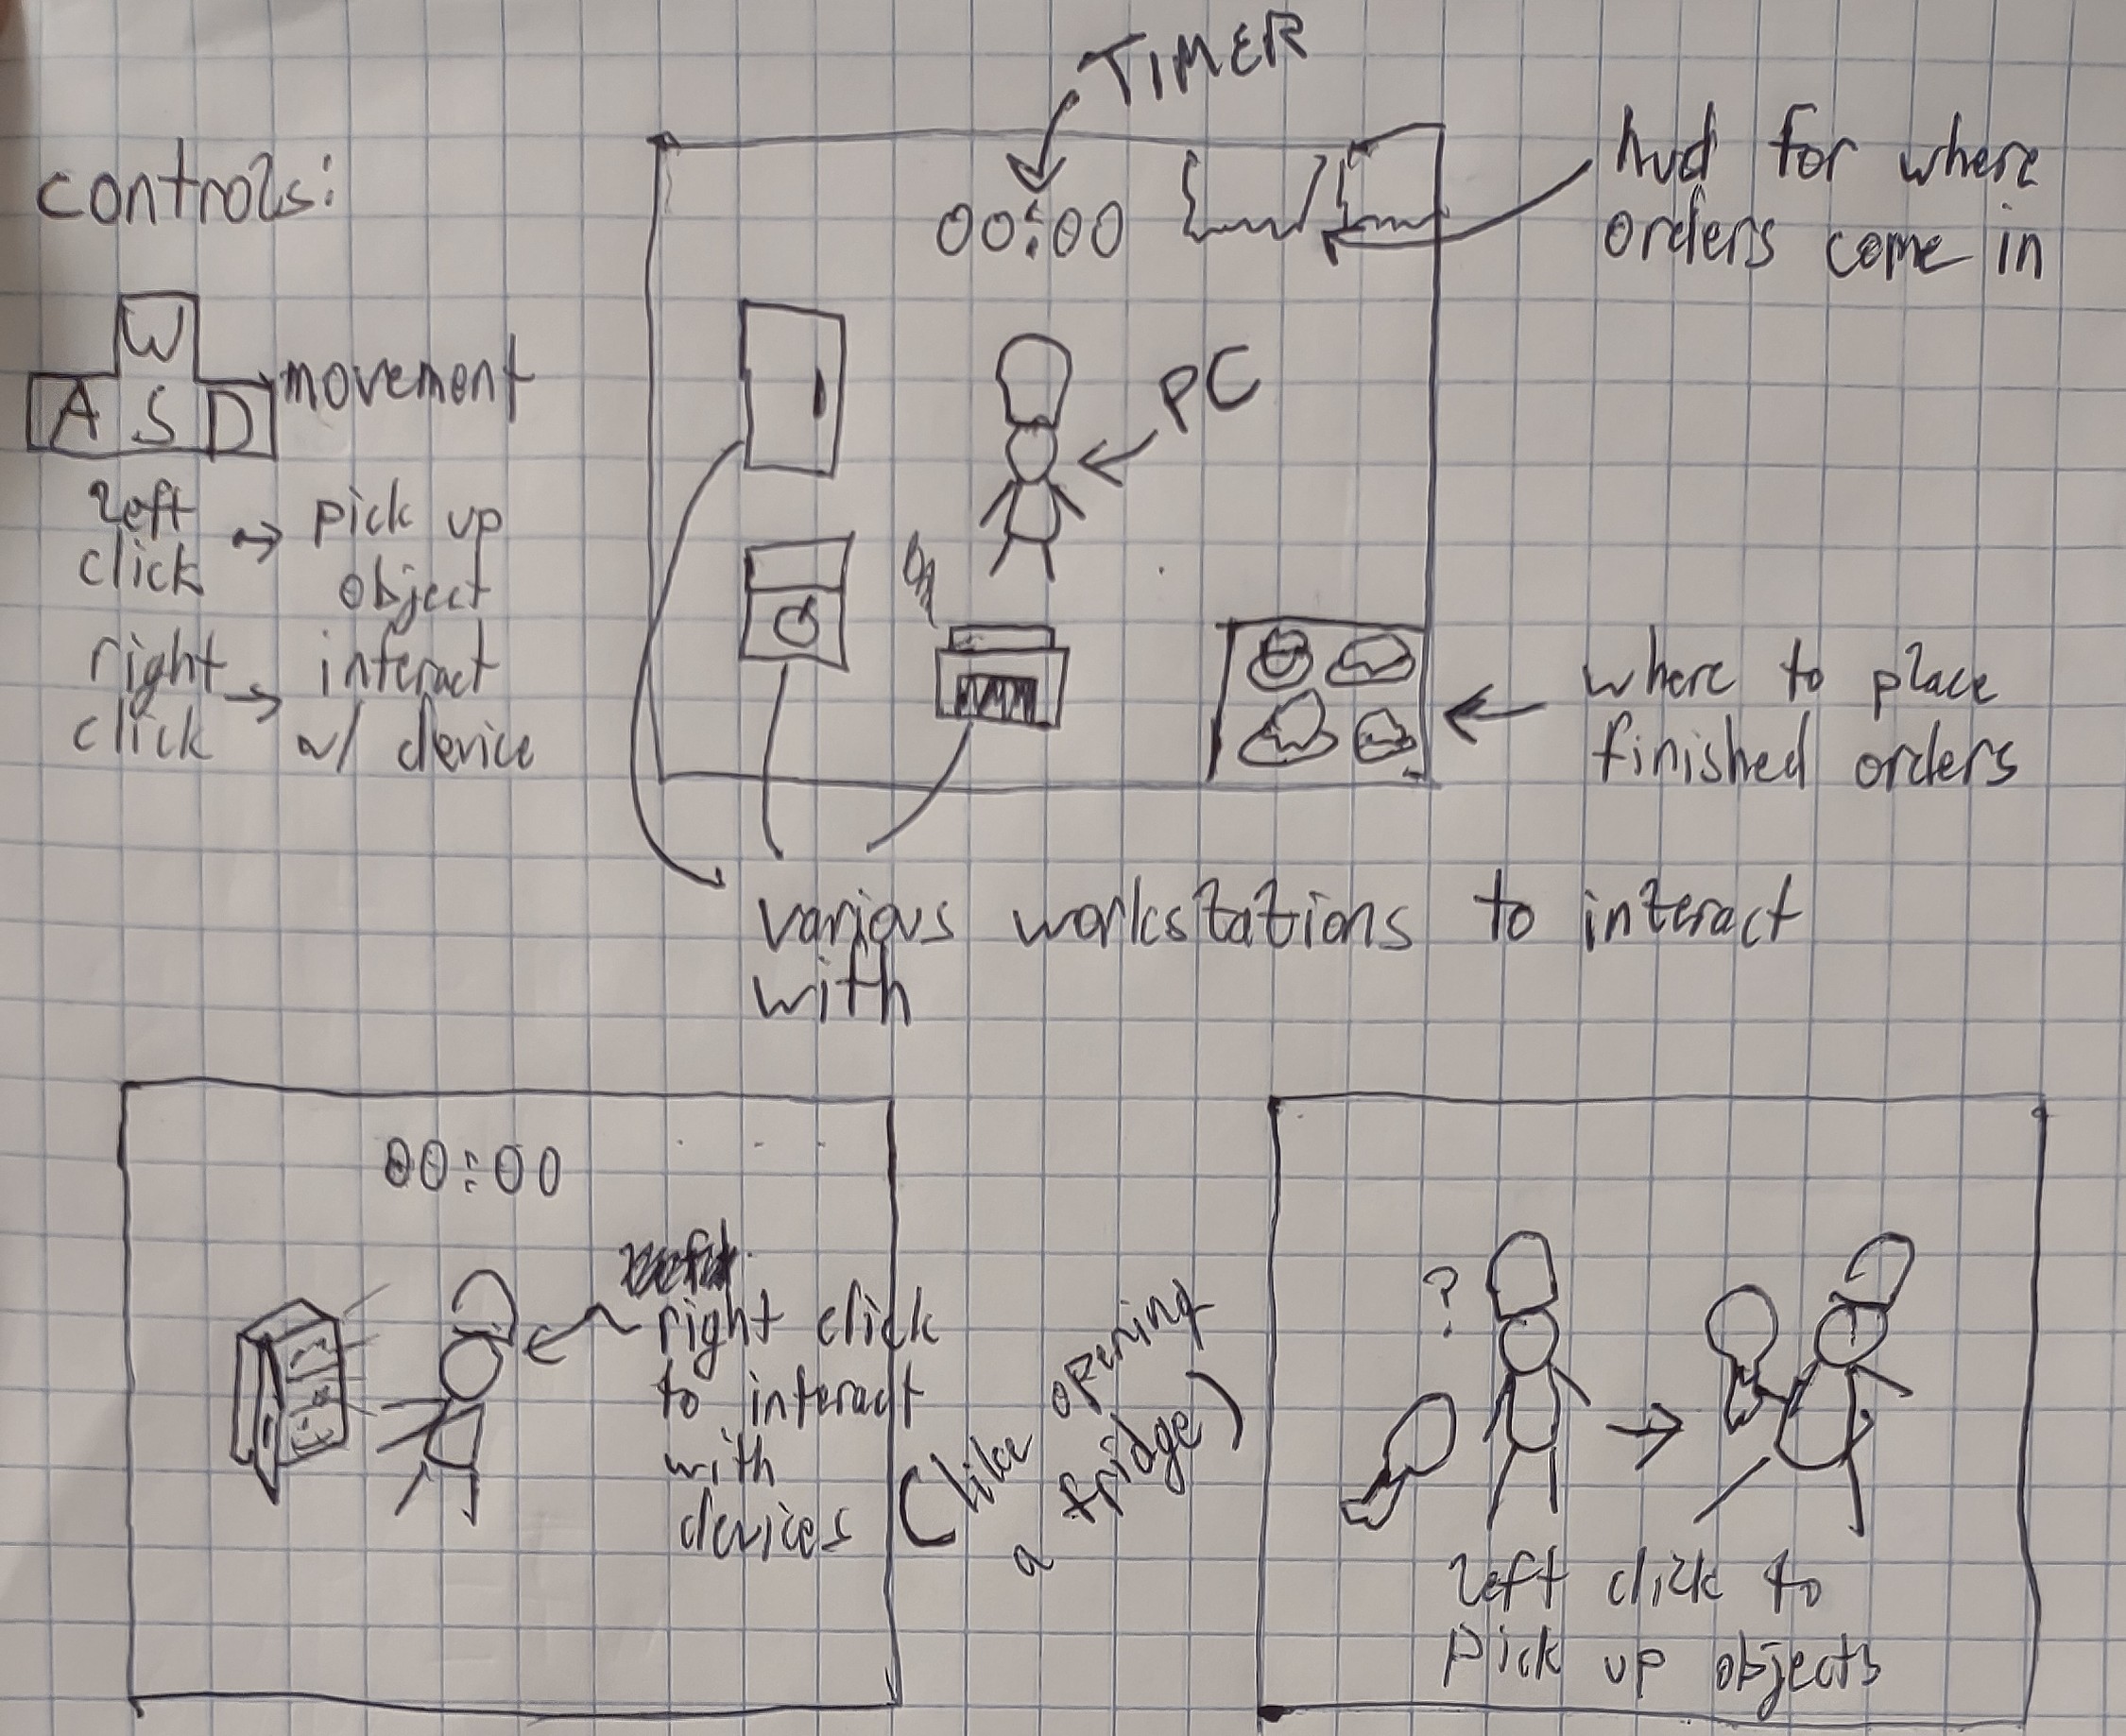 TIMER
controls:
hud for where
orders come in
00:00
W
A S D
movement
PC
left
click → pick up
object
right
click → interact
w/ device
where to place
finished orders
various workstations to interact
with
00:00
right click
to interact
with
devices
(like opening
a fridge)
?
left click to
pick up objects